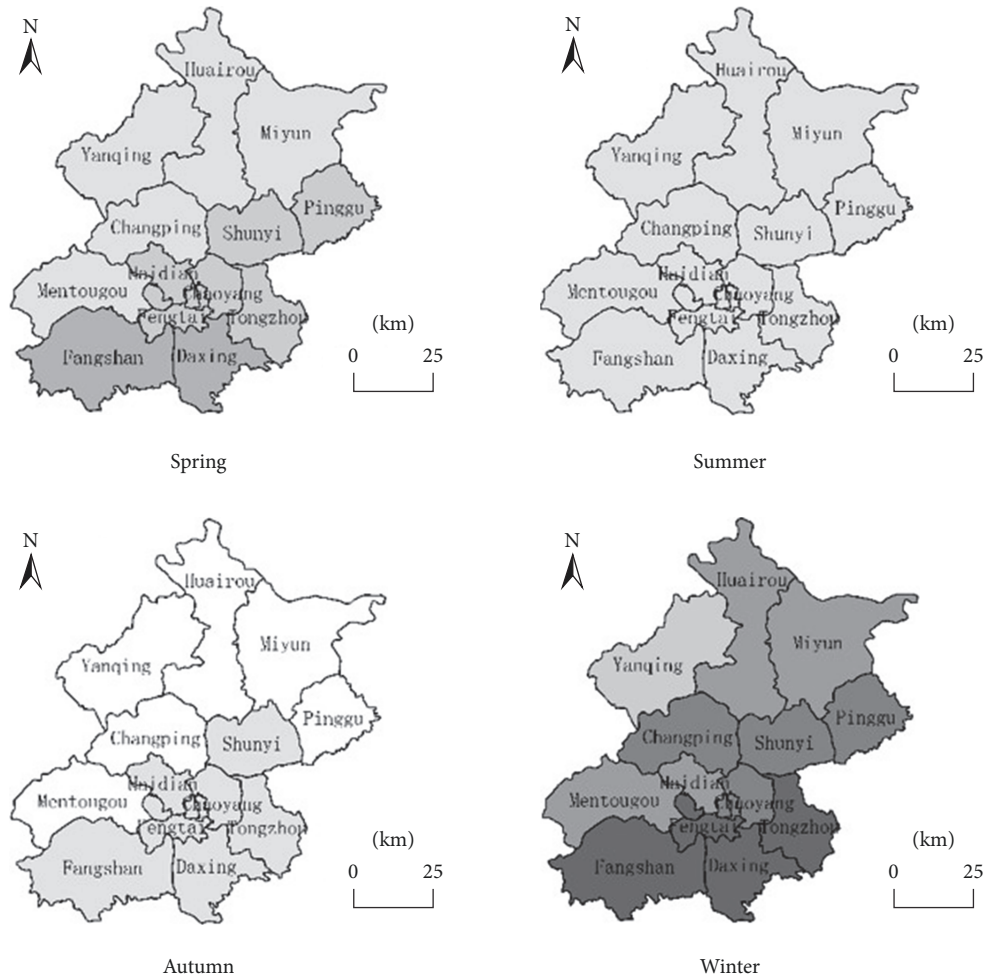 N
Huairou
Miyun
Yanqing
Pinggu
Changping
Shunyi
Haidian
Mentougou
Chaoyang
Fengtai
Tongzhou
Fangshan
Daxing
(km)
0 25
Spring
N
Huairou
Miyun
Yanqing
Pinggu
Changping
Shunyi
Haidian
Mentougou
Chaoyang
Fengtai
Tongzhou
Fangshan
Daxing
(km)
0 25
Summer
N
Huairou
Miyun
Yanqing
Pinggu
Changping
Shunyi
Haidian
Mentougou
Chaoyang
Fengtai
Tongzhou
Fangshan
Daxing
(km)
0 25
Autumn
N
Huairou
Miyun
Yanqing
Pinggu
Changping
Shunyi
Haidian
Mentougou
Chaoyang
Fengtai
Tongzhou
Fangshan
Daxing
(km)
0 25
Winter